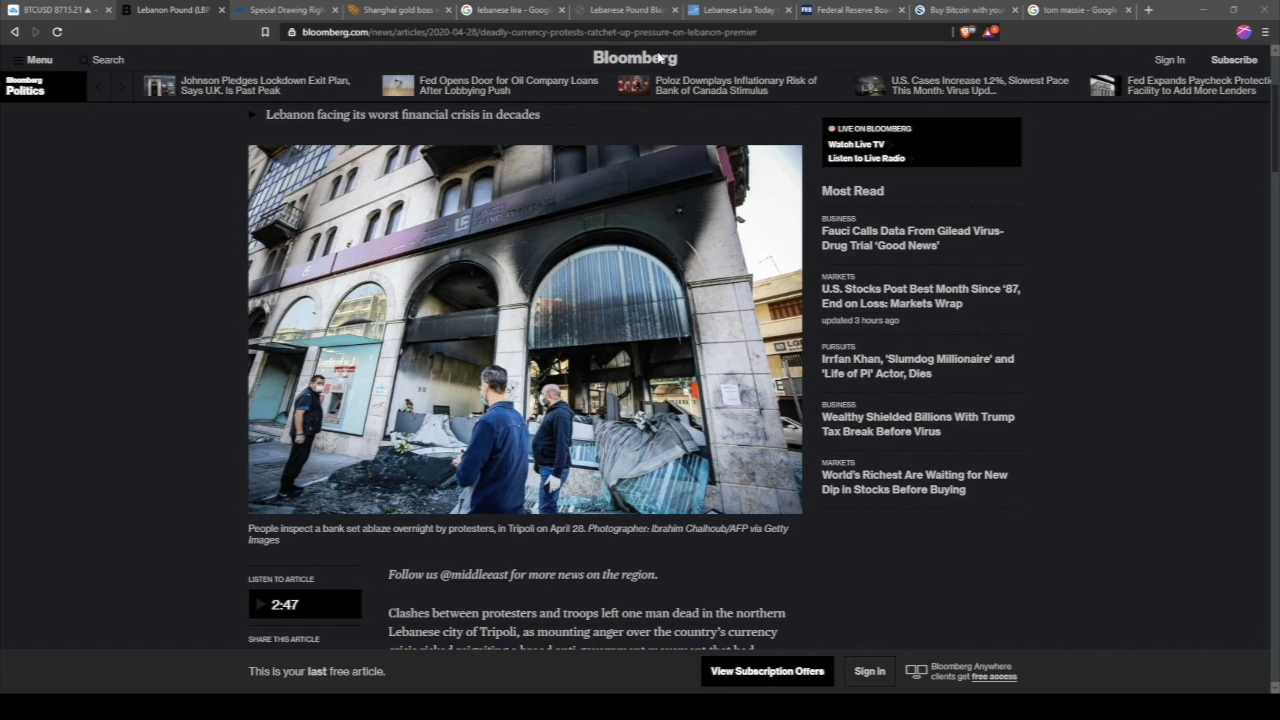 BTCUSD 8715.21
Lebanon Pound (LBP
Special Drawing Righ
Shanghai gold boss
lebanese lira - Googl
Lebanese Pound Blac
Lebanese Lira Today
Federal Reserve Boar
Buy Bitcoin with your
tom massie - Google
bloomberg.com/news/articles/2020-04-28/deadly-currency-protests-ratchet-up-pressure-on-lebanon-premier
Menu
Search
Bloomberg
Sign In
Subscribe
Bloomberg
Politics
Johnson Pledges Lockdown Exit Plan,
Says U.K. Is Past Peak
Fed Opens Door for Oil Company Loans
After Lobbying Push
Poloz Downplays Inflationary Risk of
Bank of Canada Stimulus
U.S. Cases Increase 1.2%, Slowest Pace
This Month: Virus Upd...
Fed Expands Paycheck Protecti
Facility to Add More Lenders
Lebanon facing its worst financial crisis in decades
People inspect a bank set ablaze overnight by protesters, in Tripoli on April 28. Photographer: Ibrahim Chalhoub/AFP via Getty
Images
LISTEN TO ARTICLE
2:47
SHARE THIS ARTICLE
Follow us @middleeast for more news on the region.
Clashes between protesters and troops left one man dead in the northern
Lebanese city of Tripoli, as mounting anger over the country's currency
LIVE ON BLOOMBERG
Watch Live TV
Listen to Live Radio
Most Read
BUSINESS
Fauci Calls Data From Gilead Virus-
Drug Trial 'Good News'
MARKETS
U.S. Stocks Post Best Month Since '87,
End on Loss: Markets Wrap
updated 3 hours ago
PURSUITS
Irrfan Khan, 'Slumdog Millionaire' and
'Life of Pi' Actor, Dies
BUSINESS
Wealthy Shielded Billions With Trump
Tax Break Before Virus
MARKETS
World's Richest Are Waiting for New
Dip in Stocks Before Buying
This is your last free article.
View Subscription Offers
Sign in
Bloomberg Anywhere
clients get free access